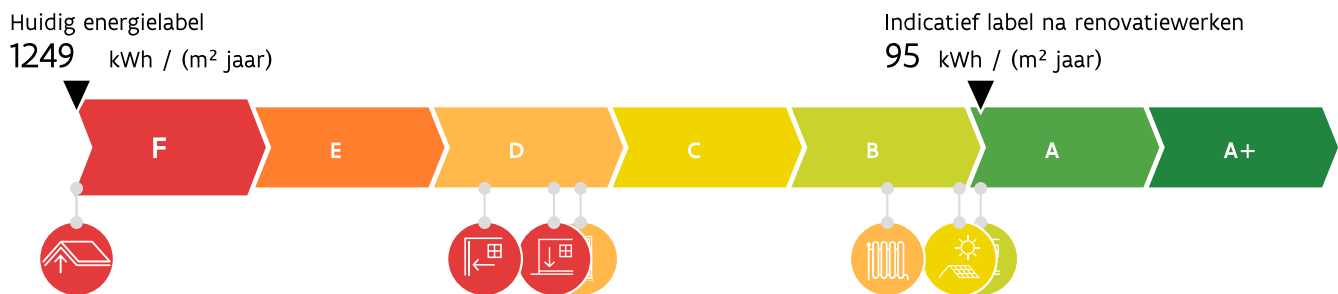 Huidig energielabel
1249 kWh / (m² jaar)
Indicatief label na renovatiewerken
95 kWh / (m² jaar)
F E D C B A A+